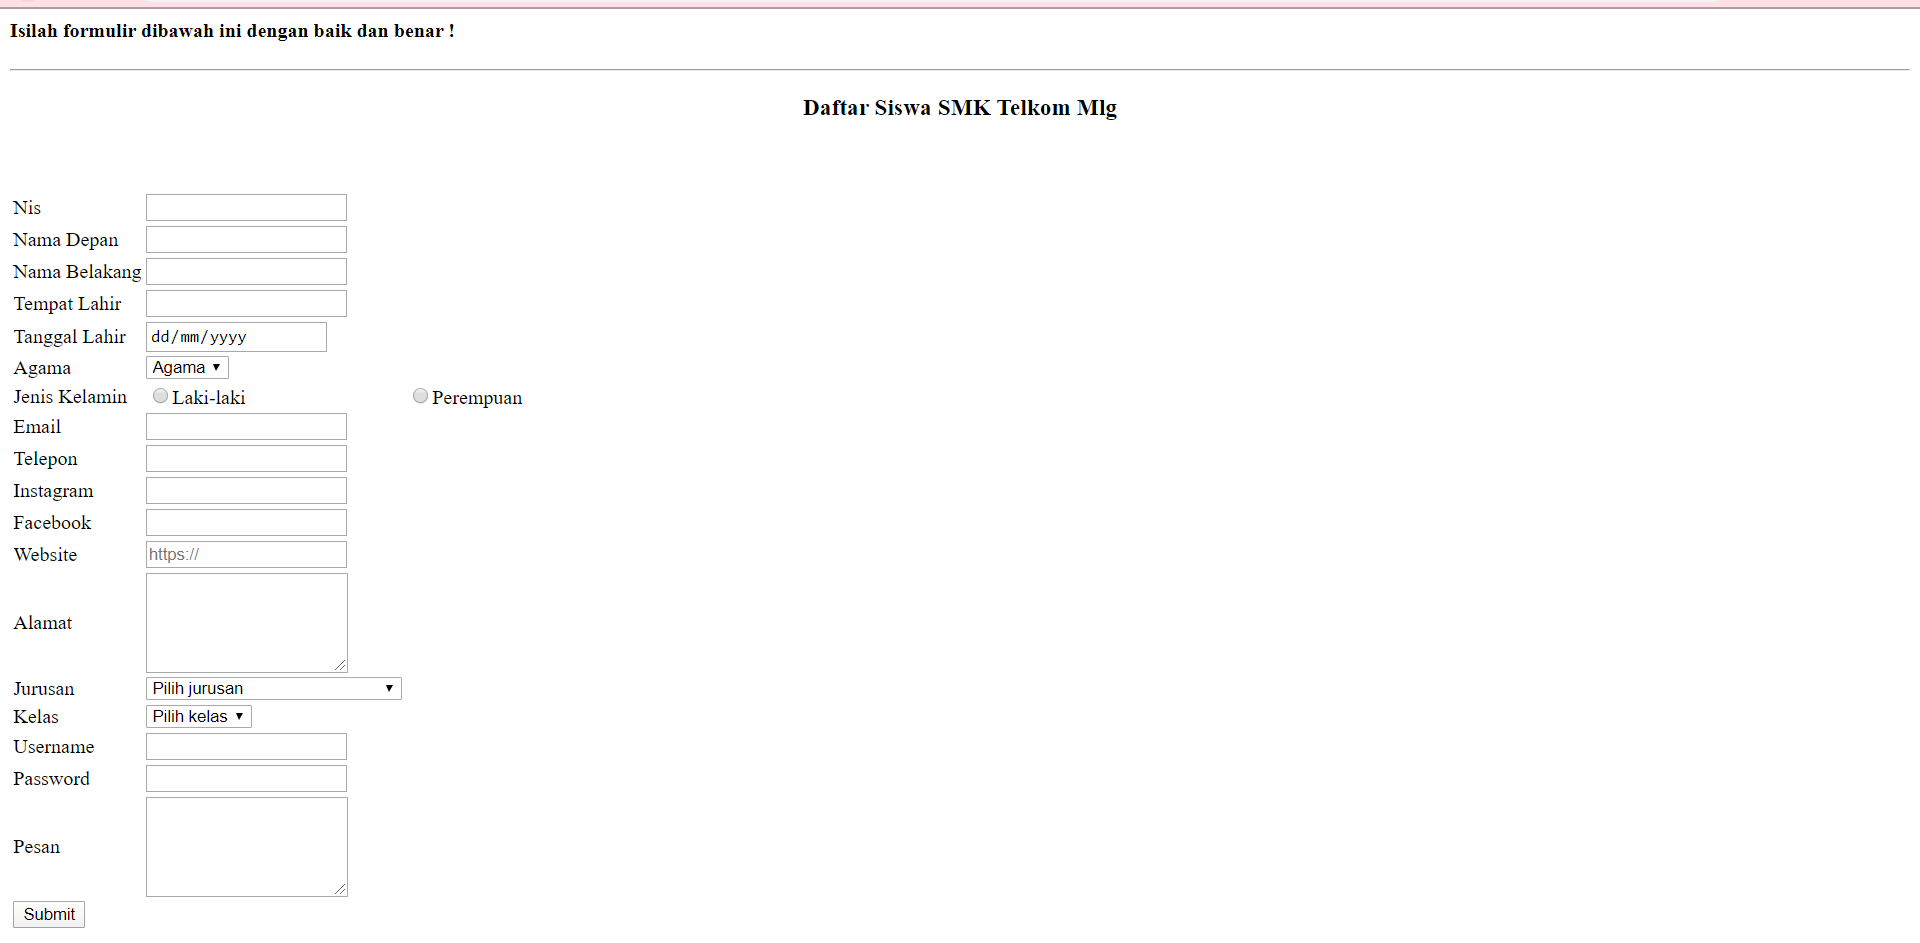 Isilah formulir dibawah ini dengan baik dan benar !
Daftar Siswa SMK Telkom Mlg
Nis
Nama Depan
Nama Belakang
Tempat Lahir
Tanggal Lahir dd/mm/yyyy
Agama Agama
Jenis Kelamin Laki-laki Perempuan
Email
Telepon
Instagram
Facebook
Website https://
Alamat
Jurusan Pilih jurusan
Kelas Pilih kelas
Username
Password
Pesan
Submit